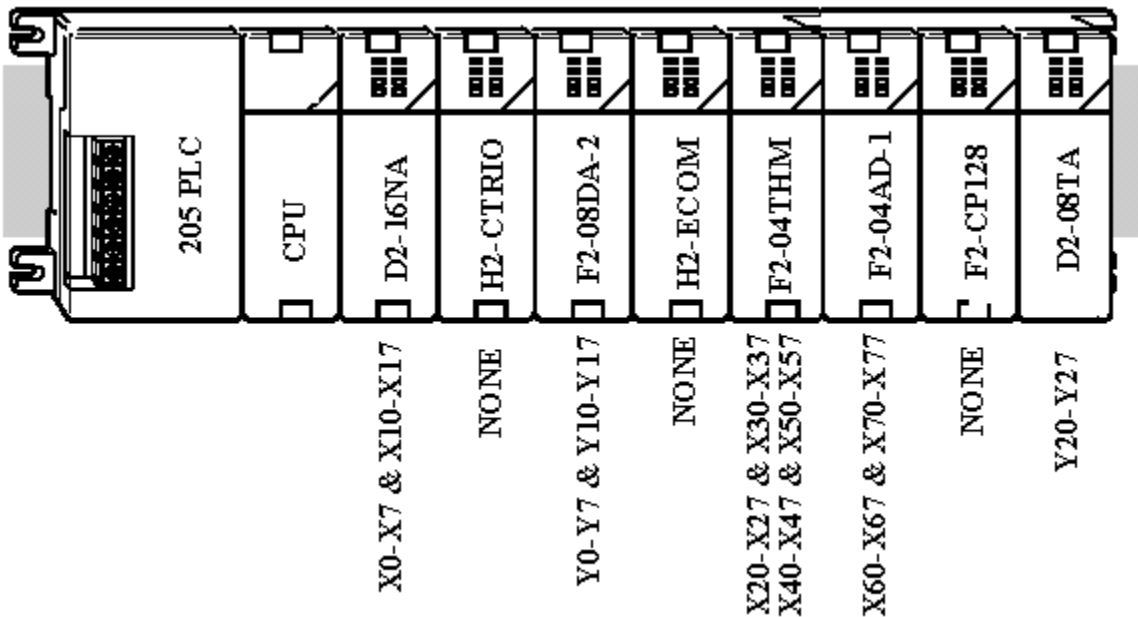 205 PLC
CPU
D2-16NA
H2-CTRIO
F2-08DA-2
H2-ECOM
F2-04THM
F2-04AD-1
F2-CP128
D2-08TA
X0-X7 & X10-X17
NONE
Y0-Y7 & Y10-Y17
NONE
X20-X27 & X30-X37
X40-X47 & X50-X57
X60-X67 & X70-X77
NONE
Y20-Y27